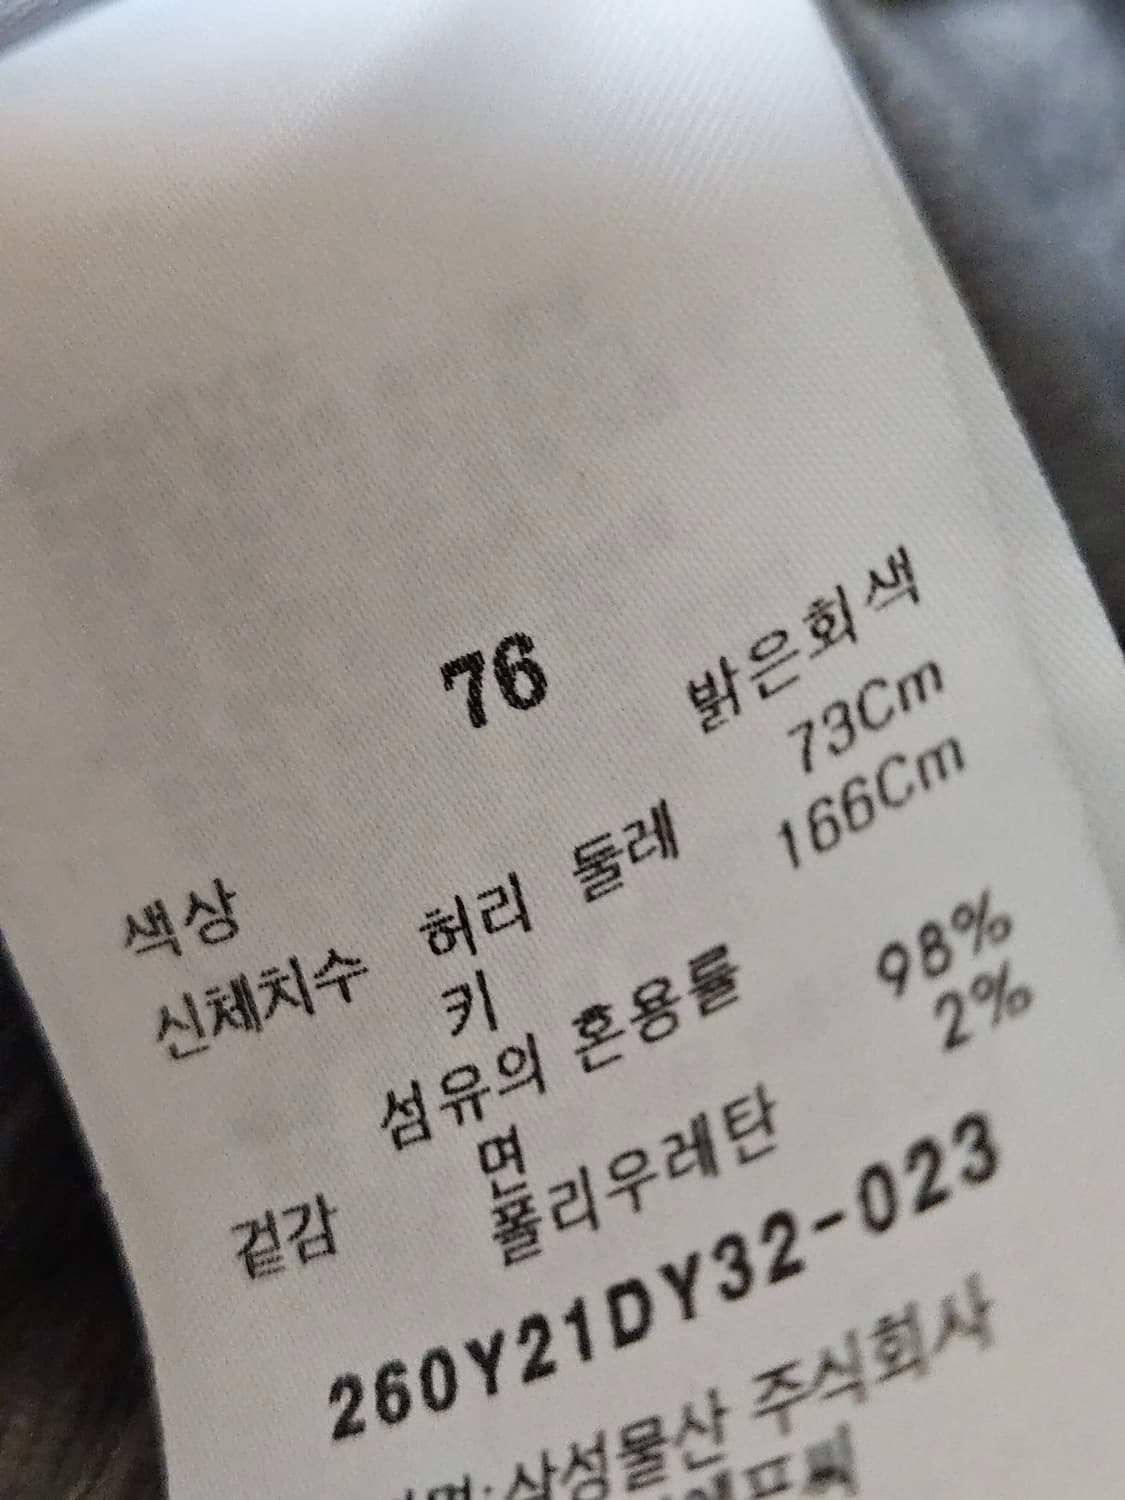 76
색상 밝은회색
신체치수 허리 둘레 73Cm
키 166Cm
섬유의 혼용률
겉감 면 98%
폴리우레탄 2%
260Y21DY32-023
삼성물산 주식회사